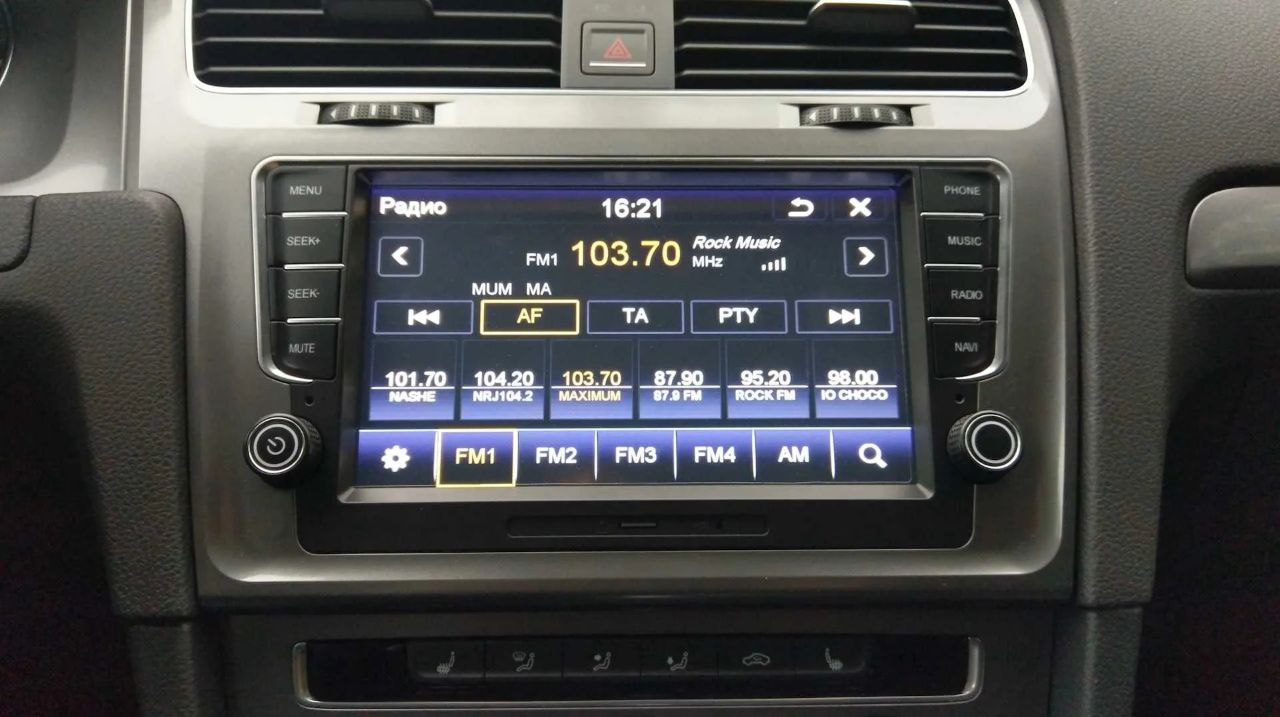 MENU
SEEK+
SEEK-
MUTE
Радио 16:21
FM1 103.70 MHz Rock Music
MUM MA
AF TA PTY
101.70 104.20 103.70 87.90 95.20 98.00
NASHE NRJ104.2 MAXIMUM 87.9 FM ROCK FM IO CHOCO
FM1 FM2 FM3 FM4 AM
PHONE
MUSIC
RADIO
NAVI